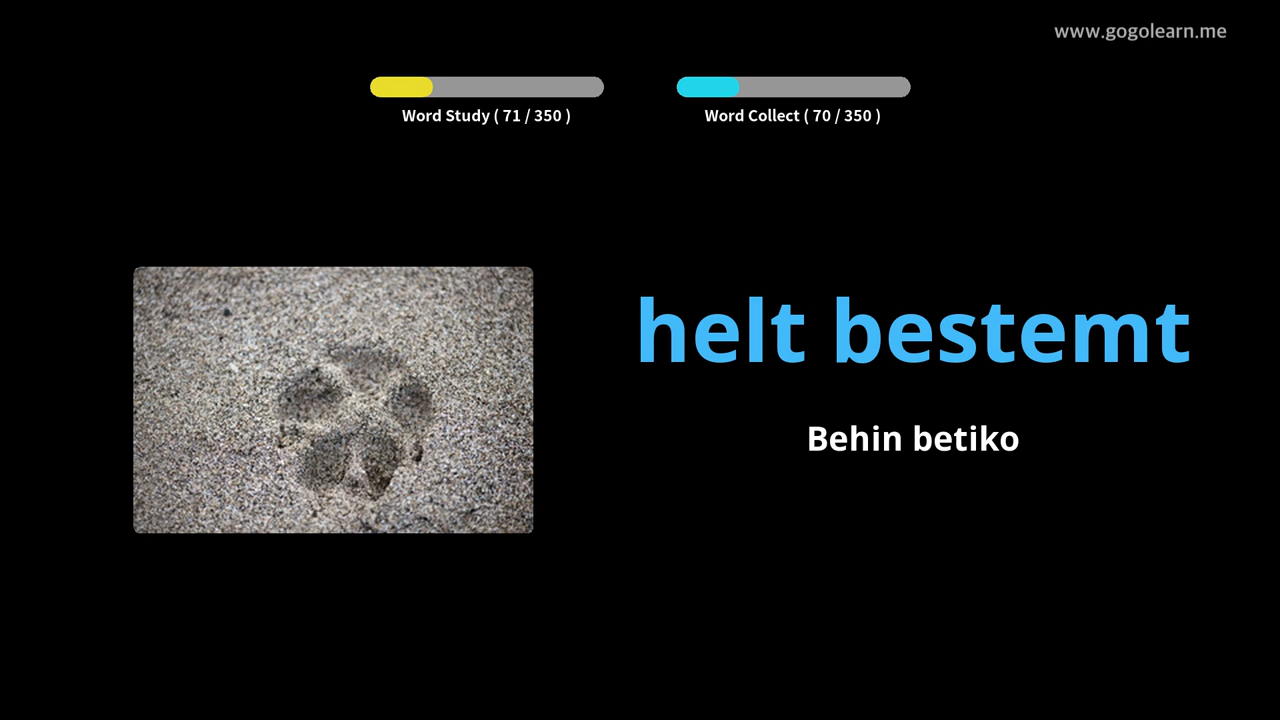 www.gogolearn.me
Word Study ( 71 / 350 )
Word Collect ( 70 / 350 )
helt bestemt
Behin betiko